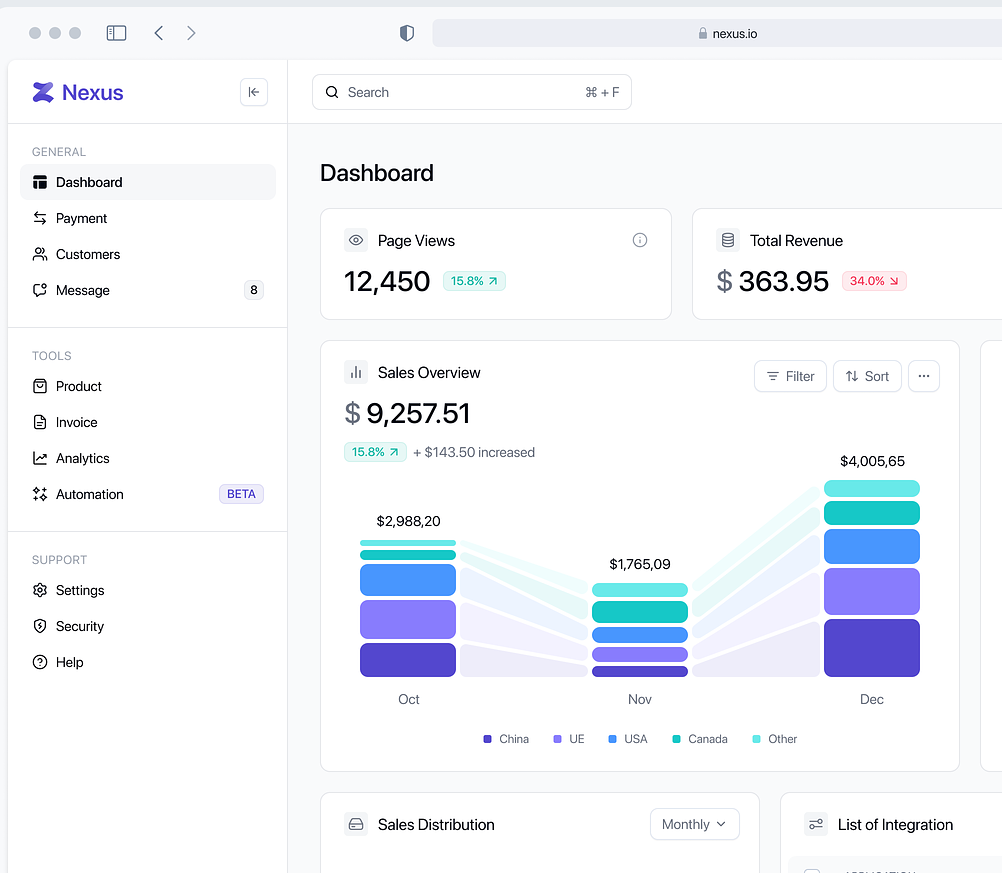 nexus.io
Nexus
Search ⌘ + F
GENERAL
Dashboard
Payment
Customers
Message 8
TOOLS
Product
Invoice
Analytics
Automation BETA
SUPPORT
Settings
Security
Help
Dashboard
Page Views
12,450 15.8%
Total Revenue
$ 363.95 34.0%
Sales Overview
Filter Sort
$ 9,257.51
15.8% + $143.50 increased
$2,988,20
$1,765,09
$4,005,65
Oct Nov Dec
China UE USA Canada Other
Sales Distribution Monthly
List of Integration